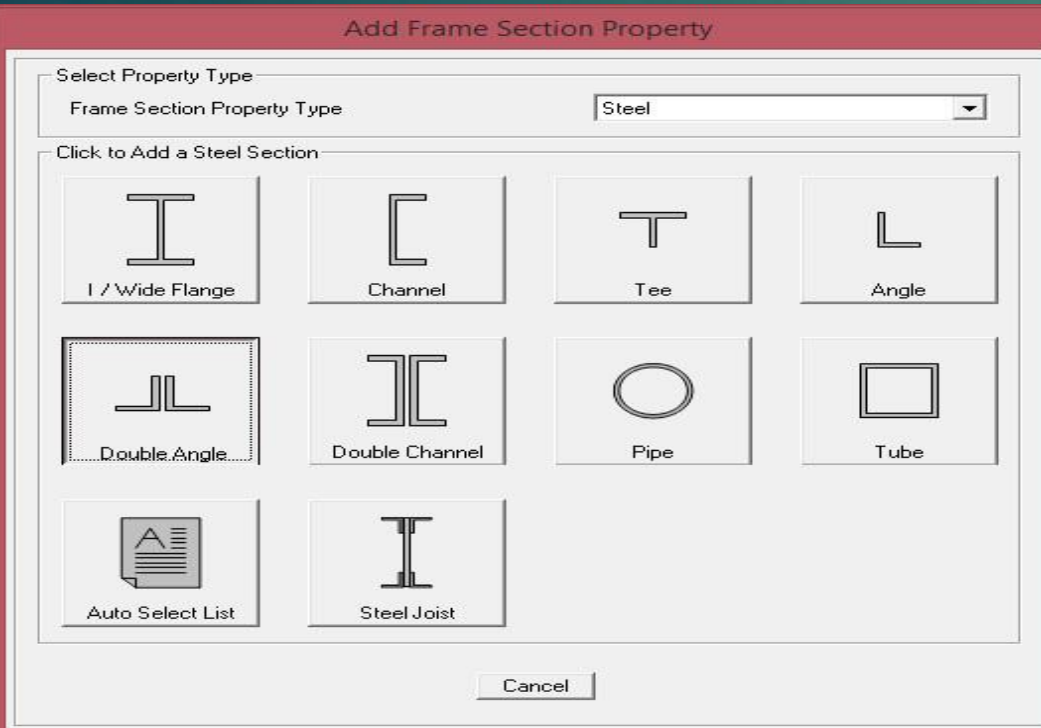 Add Frame Section Property
Select Property Type
Frame Section Property Type
Steel
Click to Add a Steel Section
I / Wide Flange
Channel
Tee
Angle
Double Angle
Double Channel
Pipe
Tube
A
Auto Select List
Steel Joist
Cancel